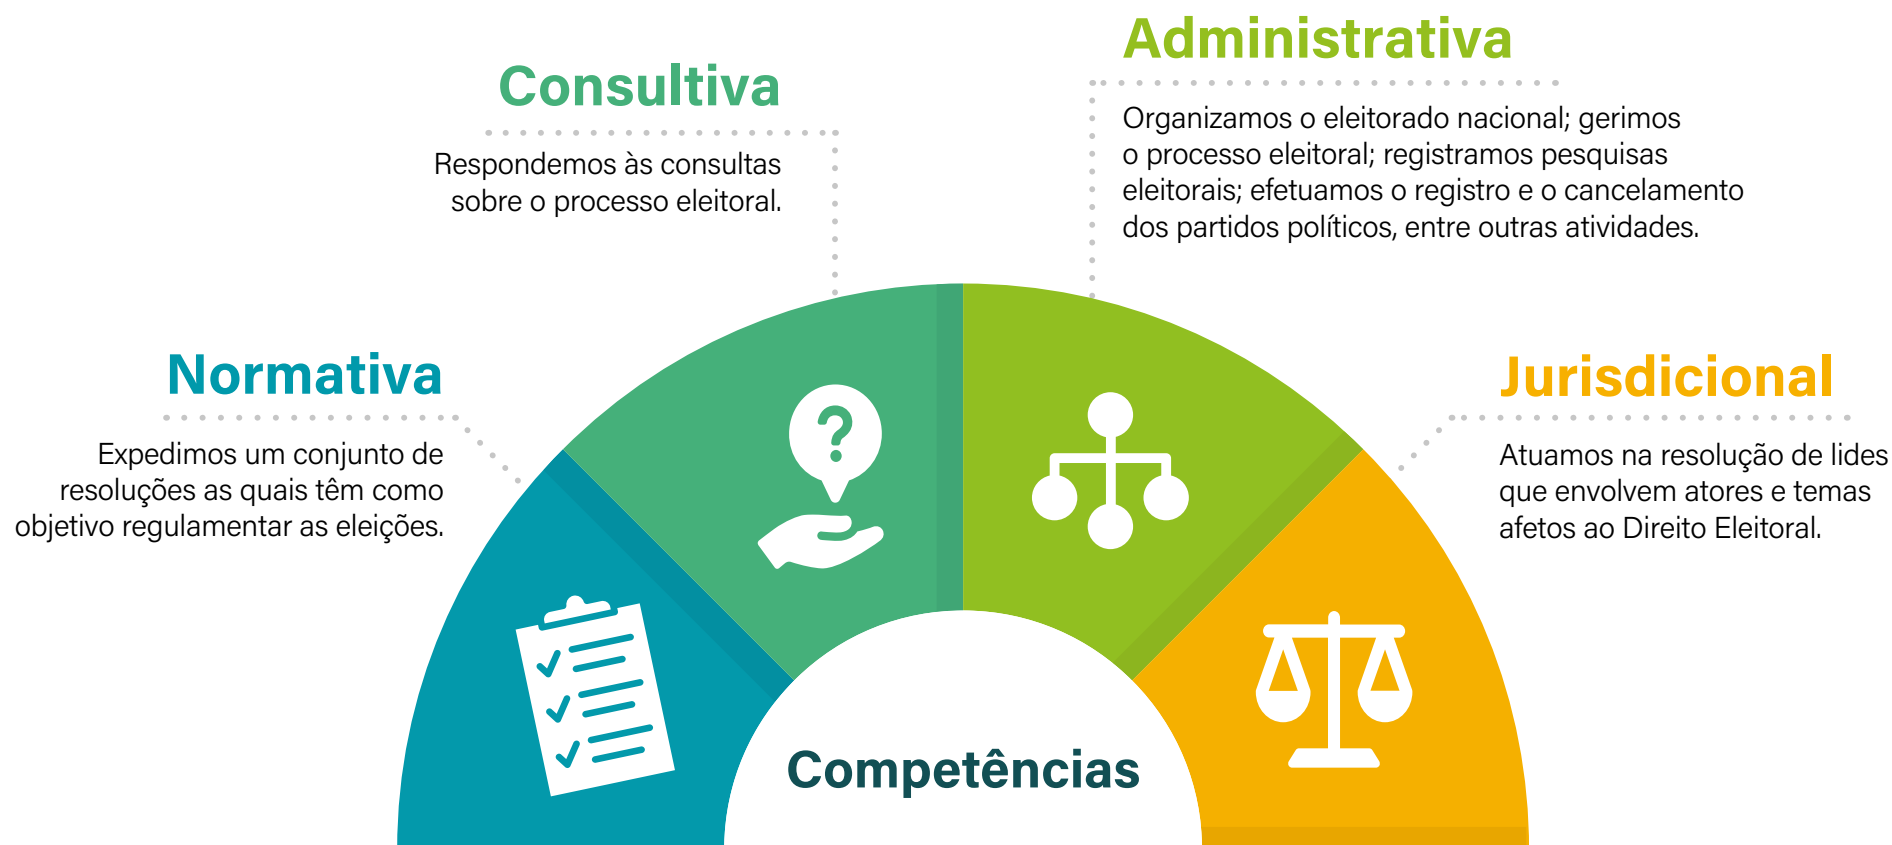 Normativa
Expedimos um conjunto de
resoluções as quais têm como
objetivo regulamentar as eleições.
Consultiva
Respondemos às consultas
sobre o processo eleitoral.
?
Administrativa
Organizamos o eleitorado nacional; gerimos
o processo eleitoral; registramos pesquisas
eleitorais; efetuamos o registro e o cancelamento
dos partidos políticos, entre outras atividades.
Jurisdicional
Atuamos na resolução de lides
que envolvem atores e temas
afetos ao Direito Eleitoral.
Competências